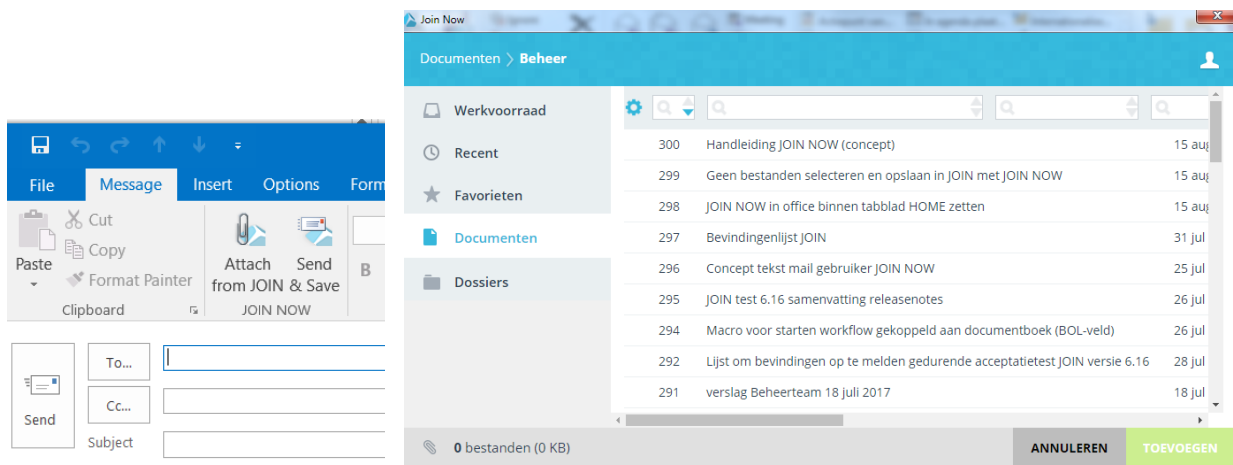 File Message Insert Options Form
Cut
Copy
Format Painter
Paste
Clipboard
Attach from JOIN
Send & Save
JOIN NOW
B
Send
To...
Cc...
Subject
Join Now
Documenten > Beheer
Werkvoorraad
Recent
Favorieten
Documenten
Dossiers
300 Handleiding JOIN NOW (concept) 15 aug
299 Geen bestanden selecteren en opslaan in JOIN met JOIN NOW 15 aug
298 JOIN NOW in office binnen tabblad HOME zetten 15 aug
297 Bevindingenlijst JOIN 31 jul
296 Concept tekst mail gebruiker JOIN NOW 25 jul
295 JOIN test 6.16 samenvatting releasenotes 26 jul
294 Macro voor starten workflow gekoppeld aan documentboek (BOL-veld) 26 jul
292 Lijst om bevindingen op te melden gedurende acceptatietest JOIN versie 6.16 28 jul
291 verslag Beheerteam 18 juli 2017 18 jul
0 bestanden (0 KB)
ANNULEREN
TOEVOEGEN